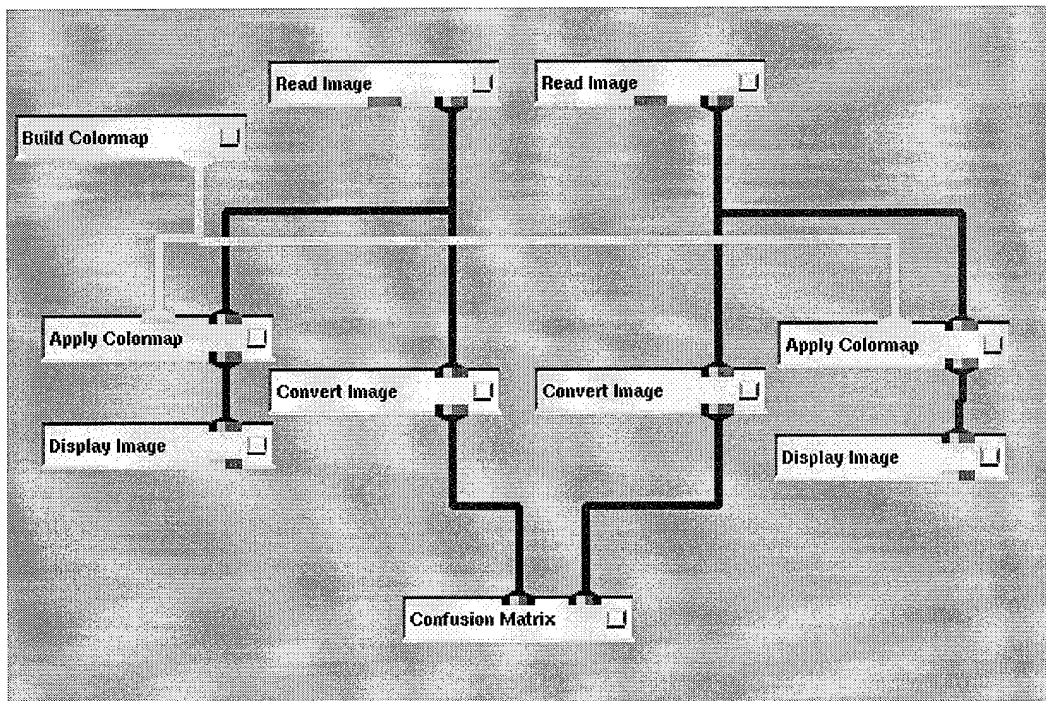 Read Image
Read Image
Build Colormap
Apply Colormap
Apply Colormap
Convert Image
Convert Image
Display Image
Display Image
Confusion Matrix